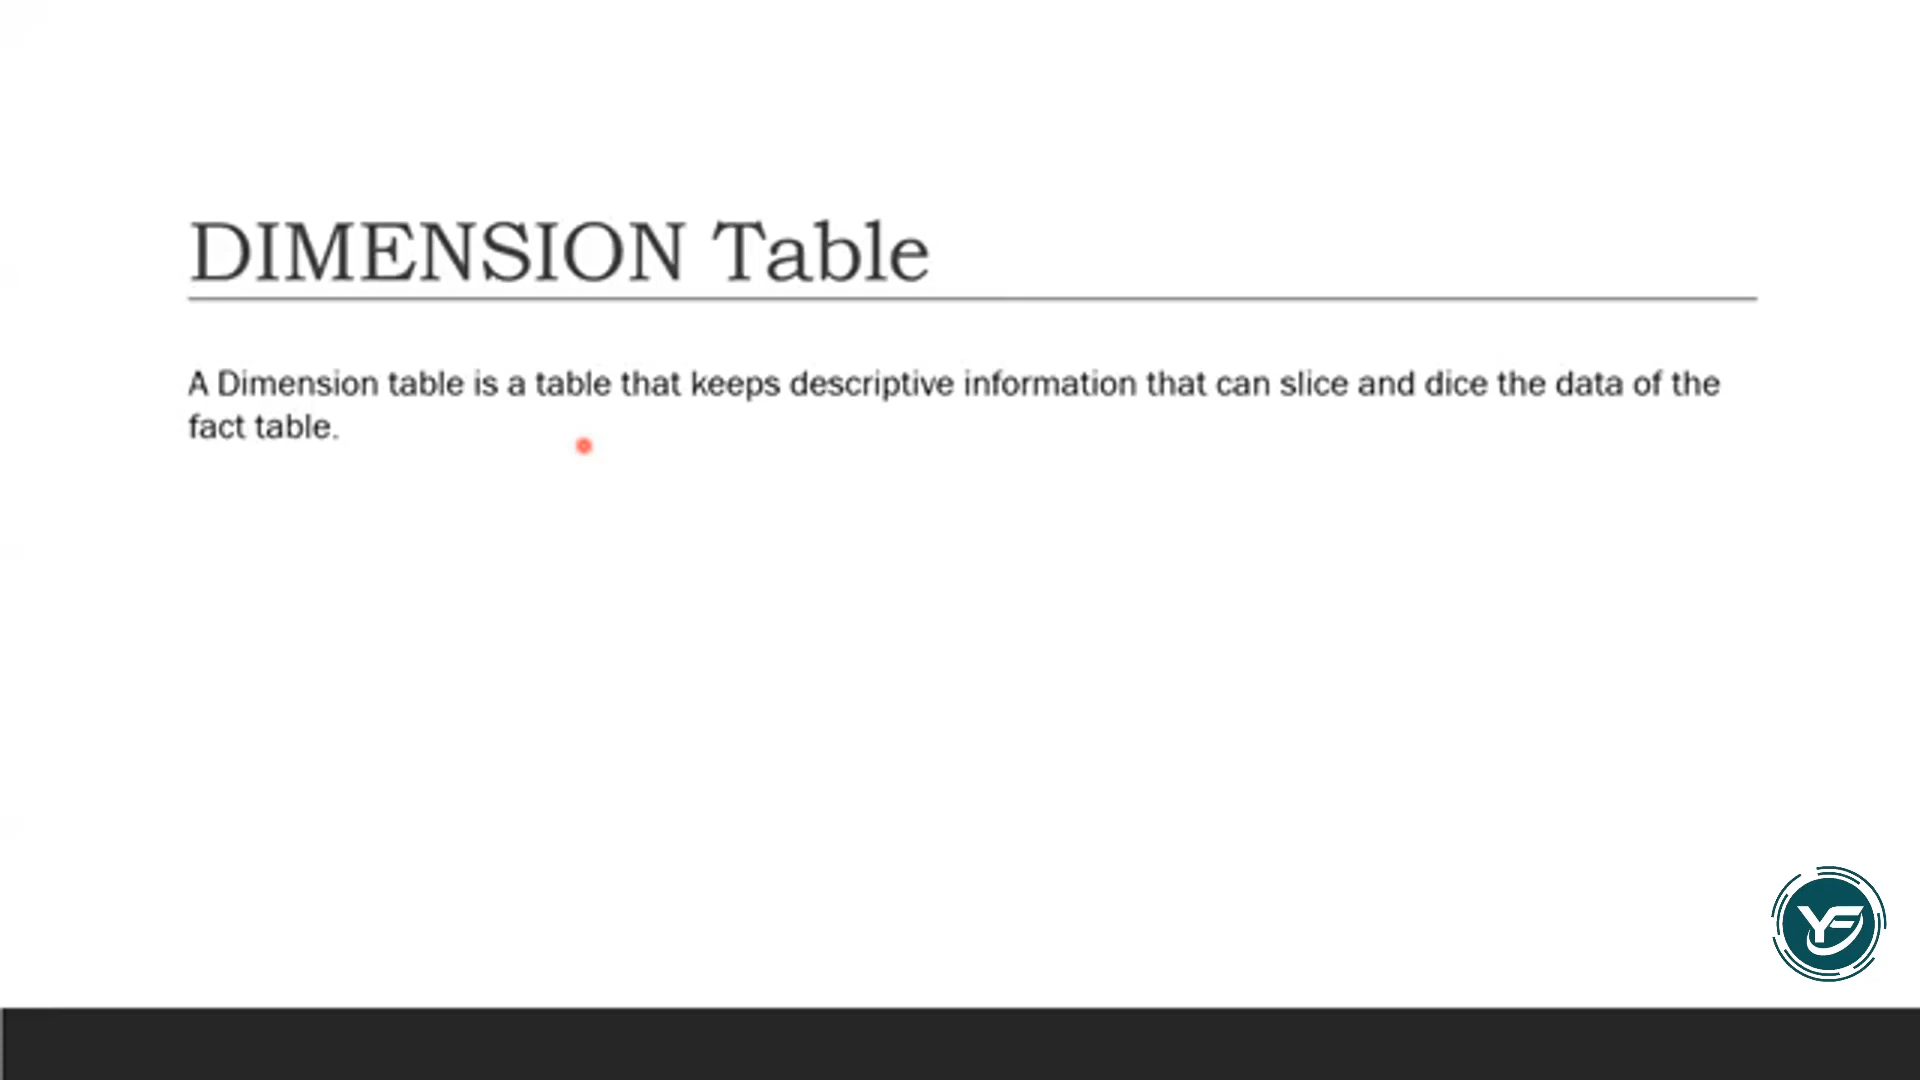 DIMENSION Table
A Dimension table is a table that keeps descriptive information that can slice and dice the data of the
fact table.
YF